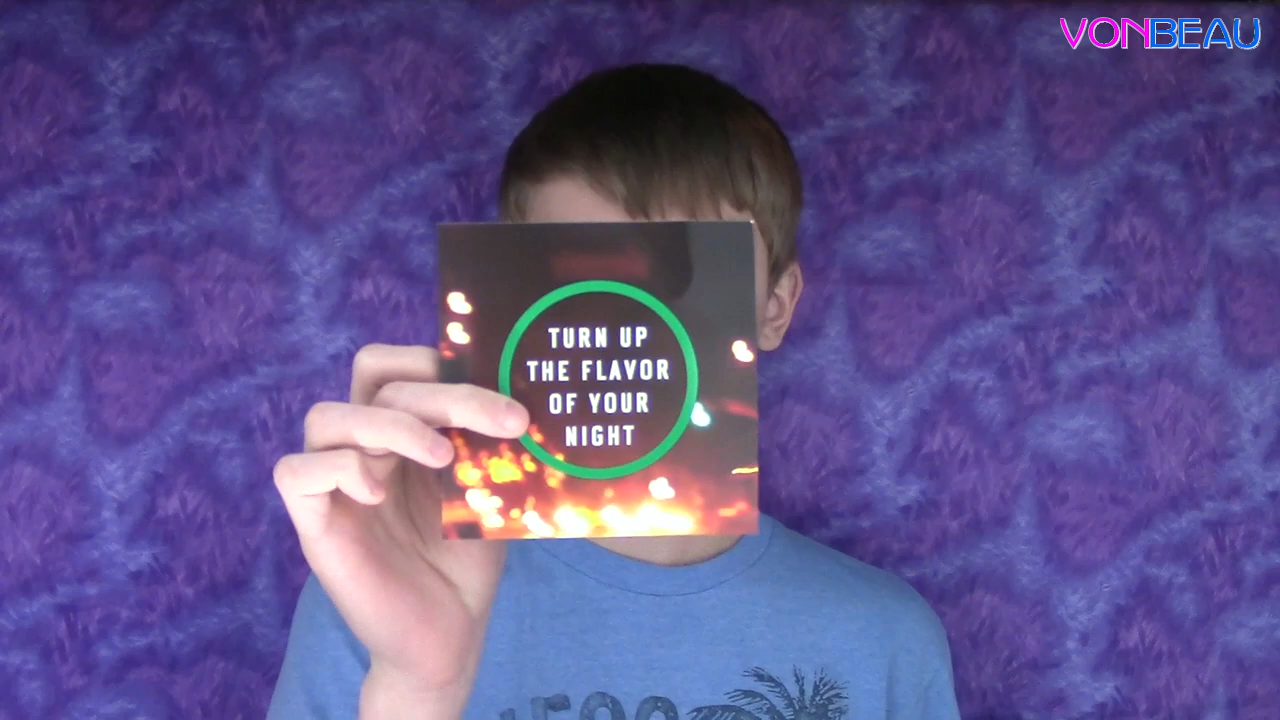 VONBEAU
TURN UP
THE FLAVOR
OF YOUR
NIGHT